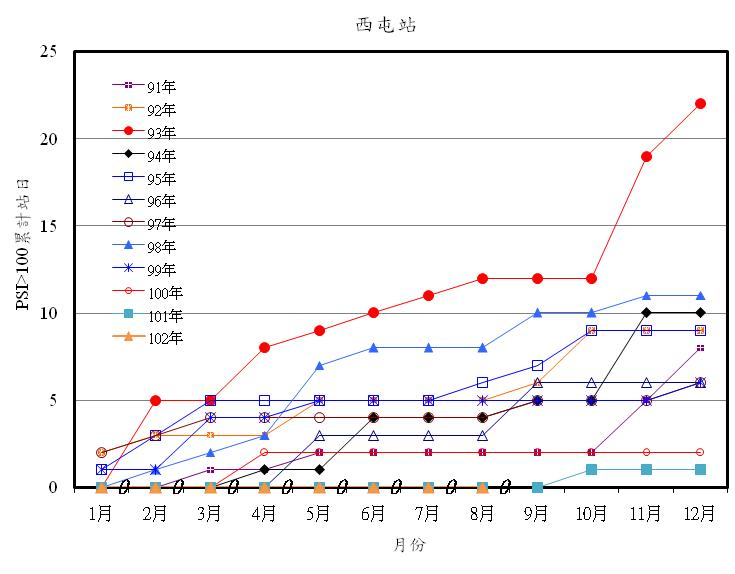 西屯站
25
20
15
10
5
0
PSI>100累計站日
91年
92年
93年
94年
95年
96年
97年
98年
99年
100年
101年
102年
0 0 0 0 0 0 0 0
1月 2月 3月 4月 5月 6月 7月 8月 9月 10月 11月 12月
月份